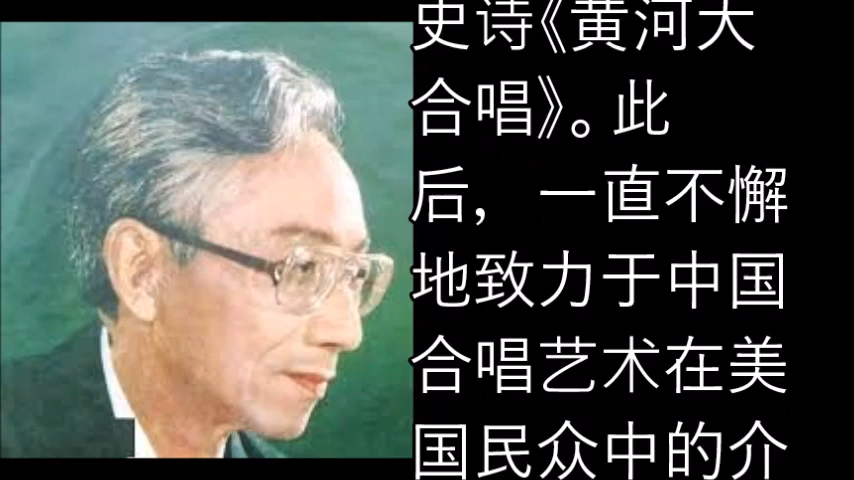 史诗《黄河大
合唱》。此
后，一直不懈
地致力于中国
合唱艺术在美
国民众中的介